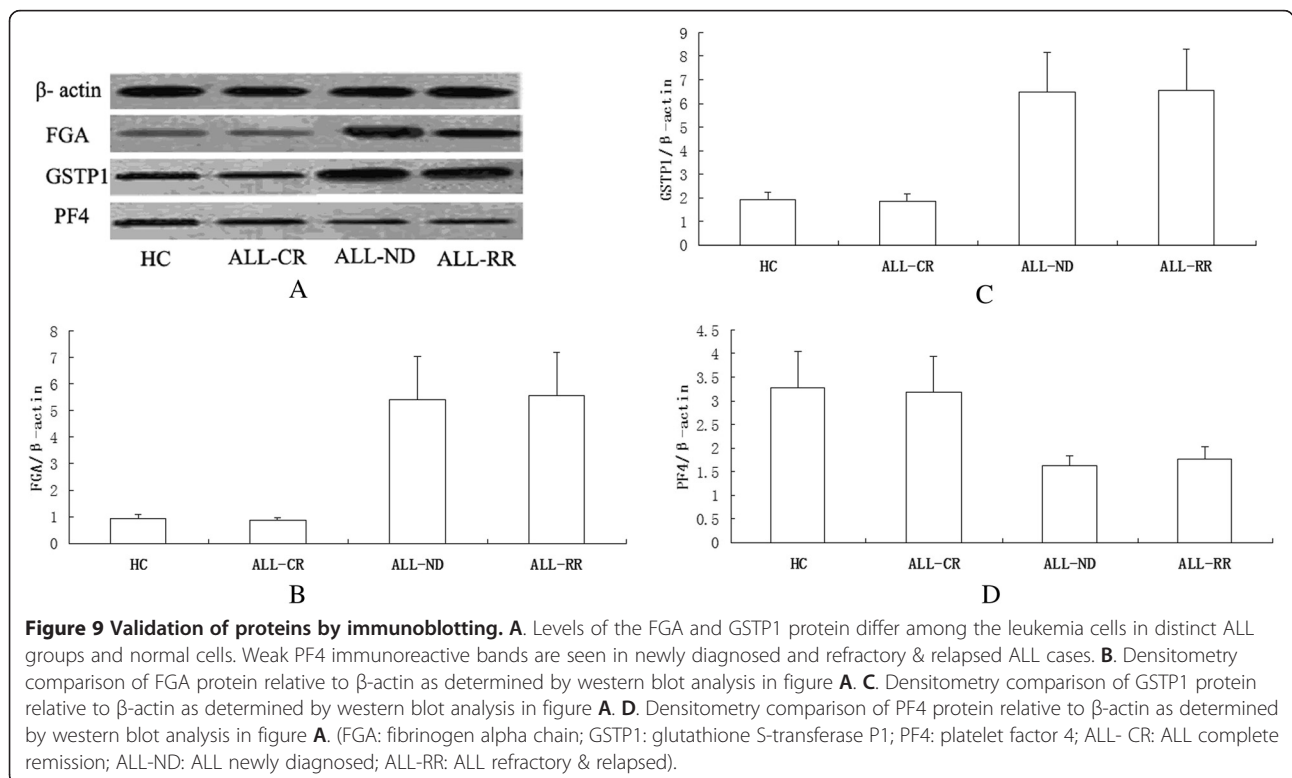 β- actin
FGA
GSTP1
PF4
HC ALL-CR ALL-ND ALL-RR
A
GSTP1/β-actin
9
8
7
6
5
4
3
2
1
0
HC ALL-CR ALL-ND ALL-RR
C
FGA/β-actin
8
7
6
5
4
3
2
1
0
HC ALL-CR ALL-ND ALL-RR
B
PF4/β-actin
4.5
4
3.5
3
2.5
2
1.5
1
0.5
0
HC ALL-CR ALL-ND ALL-RR
D
Figure 9 Validation of proteins by immunoblotting. A. Levels of the FGA and GSTP1 protein differ among the leukemia cells in distinct ALL
groups and normal cells. Weak PF4 immunoreactive bands are seen in newly diagnosed and refractory & relapsed ALL cases. B. Densitometry
comparison of FGA protein relative to β-actin as determined by western blot analysis in figure A. C. Densitometry comparison of GSTP1 protein
relative to β-actin as determined by western blot analysis in figure A. D. Densitometry comparison of PF4 protein relative to β-actin as determined
by western blot analysis in figure A. (FGA: fibrinogen alpha chain; GSTP1: glutathione S-transferase P1; PF4: platelet factor 4; ALL- CR: ALL complete
remission; ALL-ND: ALL newly diagnosed; ALL-RR: ALL refractory & relapsed).